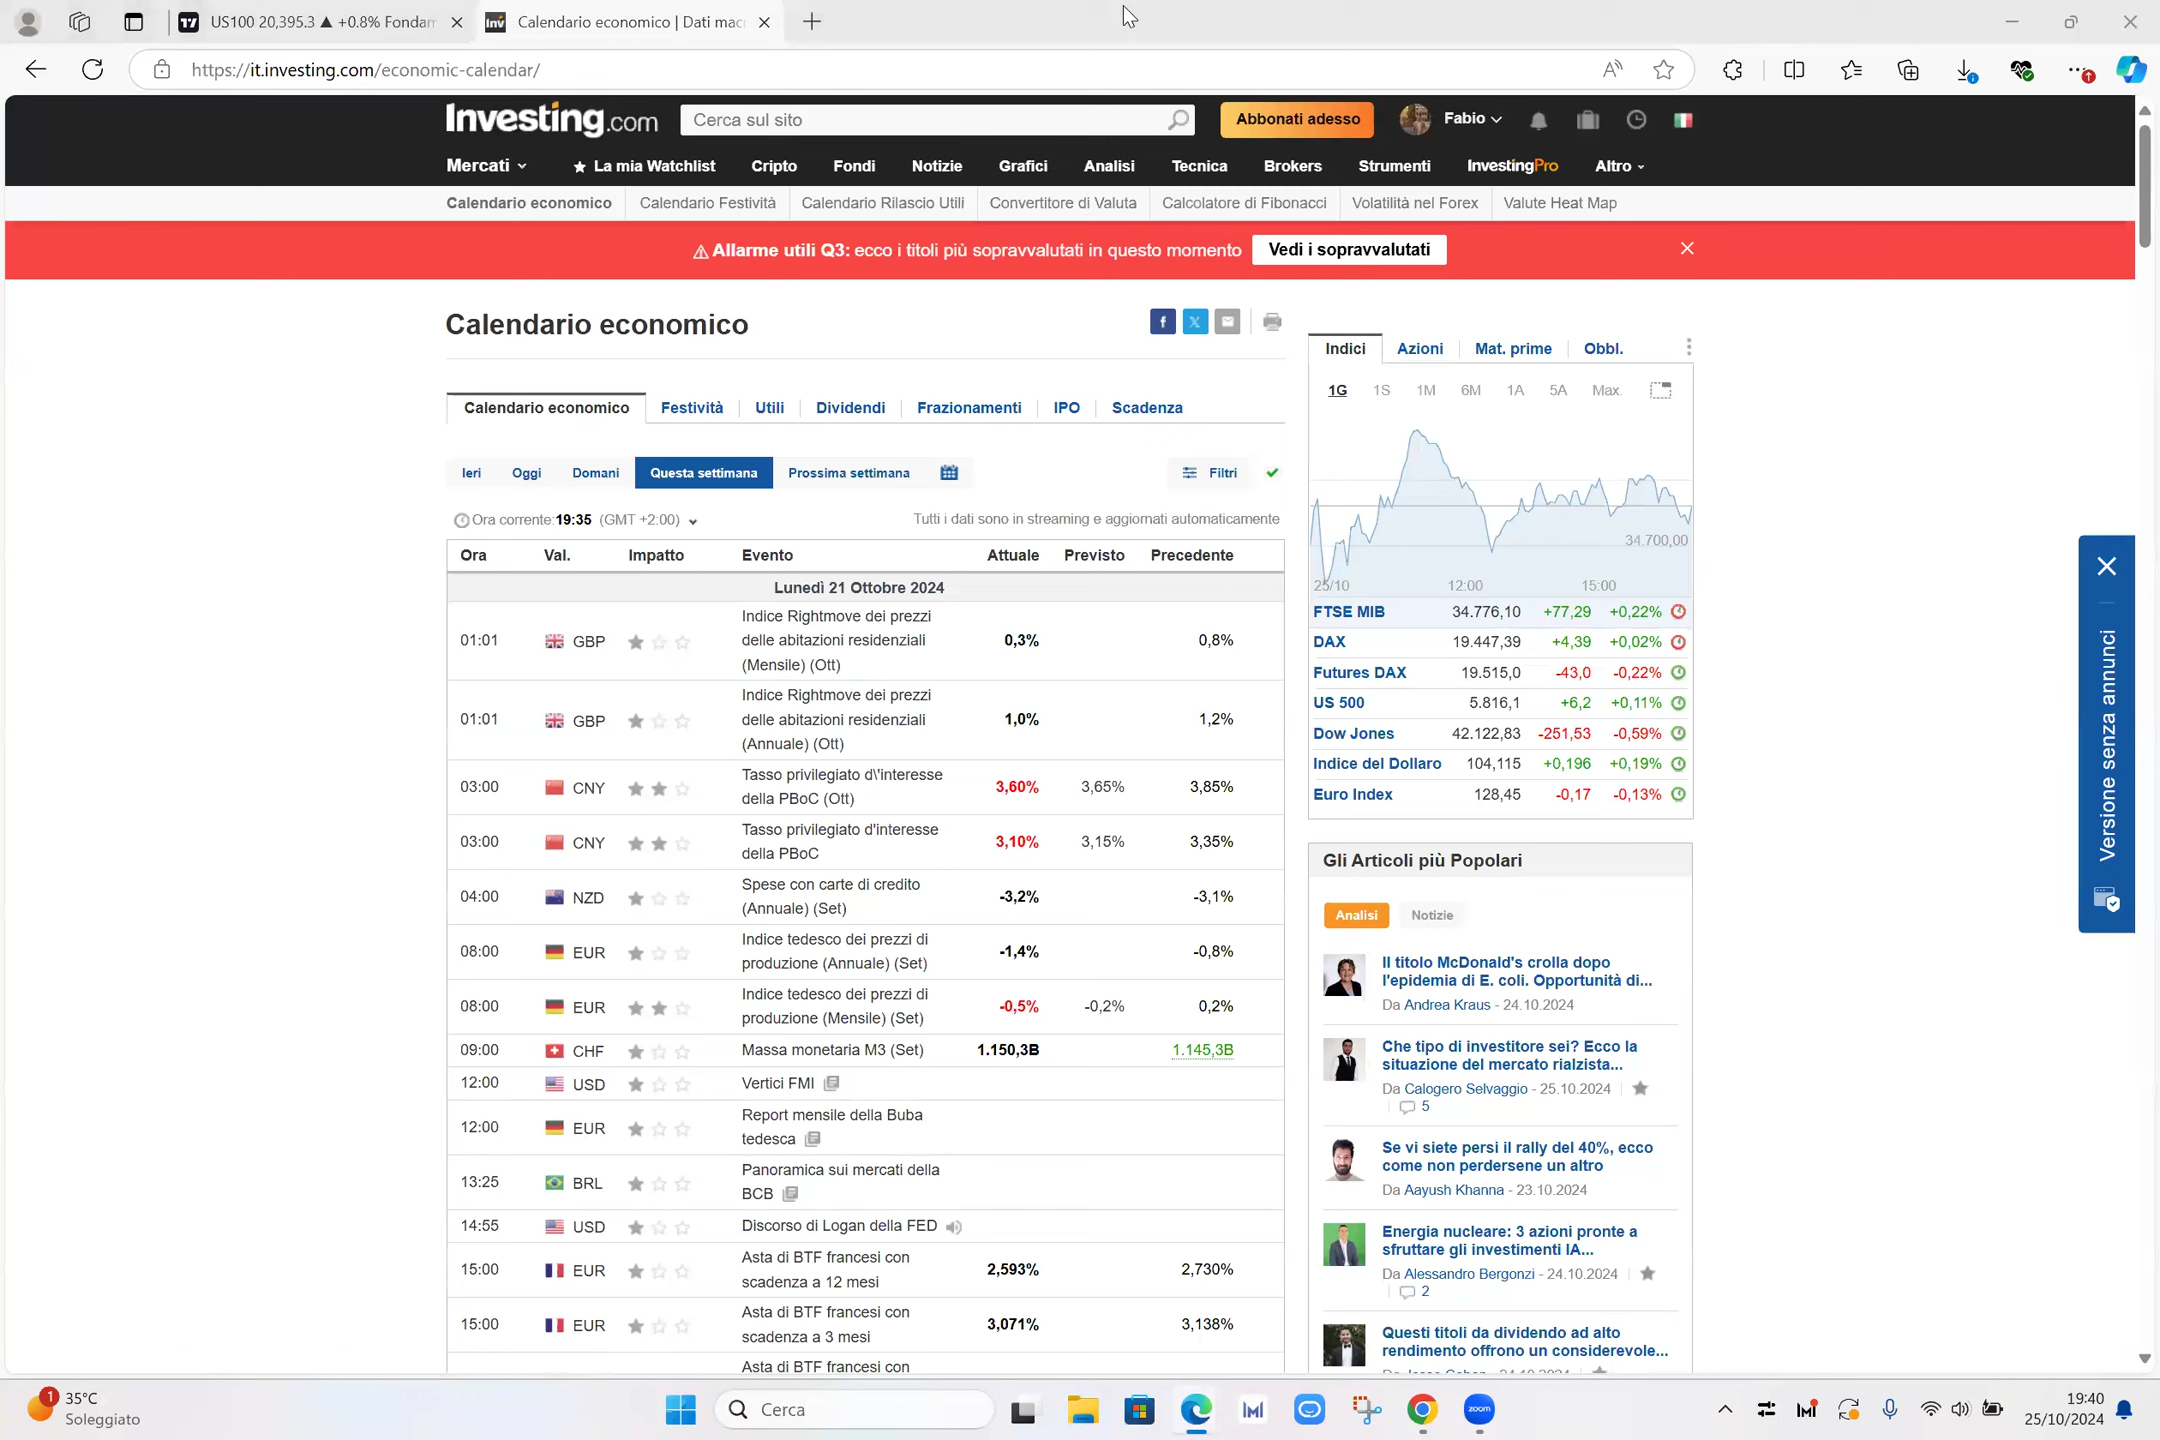 US100 20,395.3 ▲ +0.8% Fondam
Calendario economico | Dati mac
https://it.investing.com/economic-calendar/
Investing.com
Cerca sul sito
Abbonati adesso
Fabio
Mercati
★ La mia Watchlist
Cripto
Fondi
Notizie
Grafici
Analisi
Tecnica
Brokers
Strumenti
InvestingPro
Altro
Calendario economico
Calendario Festività
Calendario Rilascio Utili
Convertitore di Valuta
Calcolatore di Fibonacci
Volatilità nel Forex
Valute Heat Map
Allarme utili Q3: ecco i titoli più sopravvalutati in questo momento
Vedi i sopravvalutati
Calendario economico
Calendario economico
Festività
Utili
Dividendi
Frazionamenti
IPO
Scadenza
Ieri
Oggi
Domani
Questa settimana
Prossima settimana
Filtri
Ora corrente:19:35 (GMT +2:00)
Tutti i dati sono in streaming e aggiornati automaticamente
Ora Val. Impatto Evento Attuale Previsto Precedente
Lunedì 21 Ottobre 2024
Indice Rightmove dei prezzi
01:01 GBP delle abitazioni residenziali 0,3% 0,8%
(Mensile) (Ott)
Indice Rightmove dei prezzi
01:01 GBP delle abitazioni residenziali 1,0% 1,2%
(Annuale) (Ott)
03:00 CNY Tasso privilegiato d\'interesse 3,60% 3,65% 3,85%
della PBoC (Ott)
03:00 CNY Tasso privilegiato d'interesse 3,10% 3,15% 3,35%
della PBoC
04:00 NZD Spese con carte di credito -3,2% -3,1%
(Annuale) (Set)
08:00 EUR Indice tedesco dei prezzi di -1,4% -0,8%
produzione (Annuale) (Set)
08:00 EUR Indice tedesco dei prezzi di -0,5% -0,2% 0,2%
produzione (Mensile) (Set)
09:00 CHF Massa monetaria M3 (Set) 1.150,3B 1.145,3B
12:00 USD Vertici FMI
12:00 EUR Report mensile della Buba
tedesca
13:25 BRL Panoramica sui mercati della
BCB
14:55 USD Discorso di Logan della FED
15:00 EUR Asta di BTF francesi con 2,593% 2,730%
scadenza a 12 mesi
15:00 EUR Asta di BTF francesi con 3,071% 3,138%
scadenza a 3 mesi
Asta di BTF francesi con
Indici
Azioni
Mat. prime
Obbl.
1G 1S 1M 6M 1A 5A Max.
34.700,00
25/10 12:00 15:00
FTSE MIB 34.776,10 +77,29 +0,22%
DAX 19.447,39 +4,39 +0,02%
Futures DAX 19.515,0 -43,0 -0,22%
US 500 5.816,1 +6,2 +0,11%
Dow Jones 42.122,83 -251,53 -0,59%
Indice del Dollaro 104,115 +0,196 +0,19%
Euro Index 128,45 -0,17 -0,13%
Gli Articoli più Popolari
Analisi
Notizie
Il titolo McDonald's crolla dopo
l'epidemia di E. coli. Opportunità di...
Da Andrea Kraus - 24.10.2024
Che tipo di investitore sei? Ecco la
situazione del mercato rialzista...
Da Calogero Selvaggio - 25.10.2024
5
Se vi siete persi il rally del 40%, ecco
come non perdersene un altro
Da Aayush Khanna - 23.10.2024
Energia nucleare: 3 azioni pronte a
sfruttare gli investimenti IA...
Da Alessandro Bergonzi - 24.10.2024
2
Questi titoli da dividendo ad alto
rendimento offrono un considerevole...
Versione senza annunci
1
35°C
Soleggiato
Cerca
zoom
19:40
25/10/2024